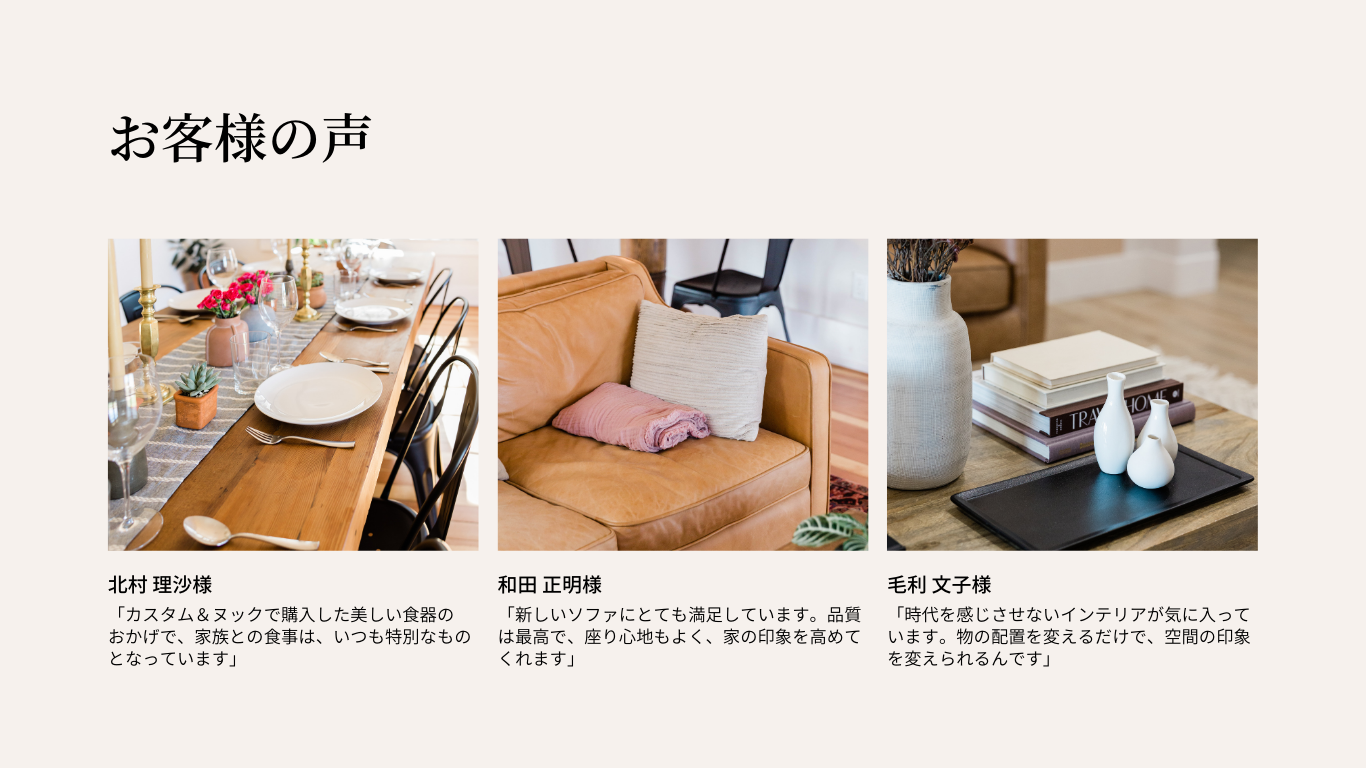 お客様の声
TRAVEL HOME
北村 理沙様
「カスタム＆ヌックで購入した美しい食器の
おかげで、家族との食事は、いつも特別なもの
となっています」
和田 正明様
「新しいソファにとても満足しています。品質
は最高で、座り心地もよく、家の印象を高めて
くれます」
毛利 文子様
「時代を感じさせないインテリアが気に入って
います。物の配置を変えるだけで、空間の印象
を変えられるんです」